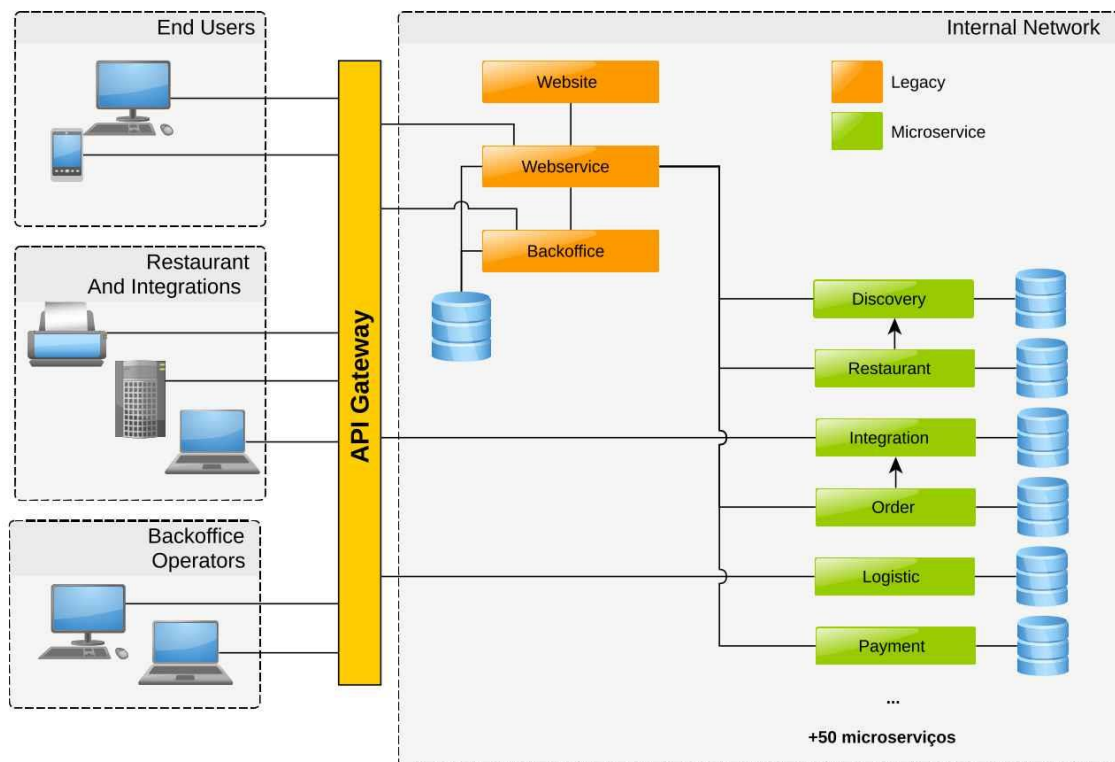 End Users
Internal Network
Website
Legacy
Microservice
Webservice
Backoffice
Restaurant
And Integrations
API Gateway
Discovery
Restaurant
Integration
Order
Backoffice
Operators
Logistic
Payment
...
+50 microserviços